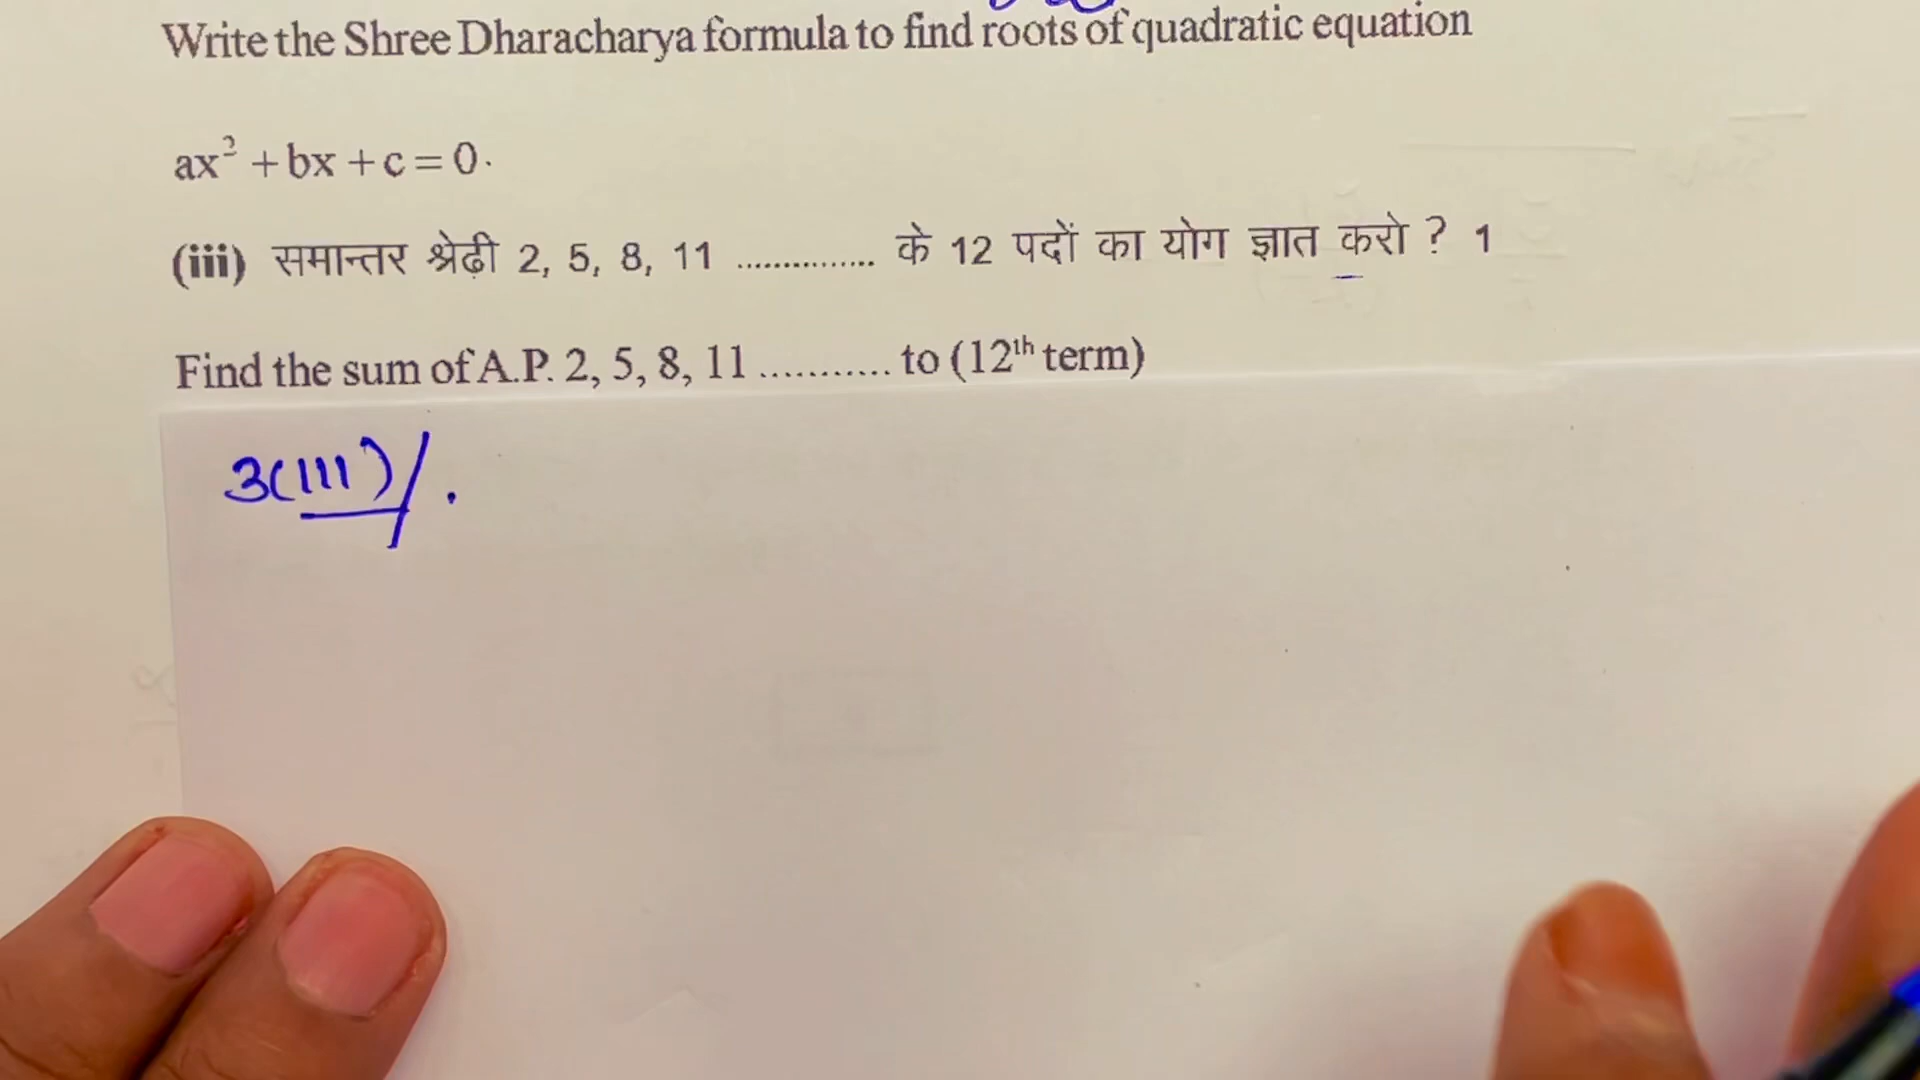 Write the Shree Dharacharya formula to find roots of quadratic equation
ax² + bx + c = 0.
(iii) समान्तर श्रेढ़ी 2, 5, 8, 11 ............... के 12 पदों का योग ज्ञात करो ? 1
Find the sum of A.P. 2, 5, 8, 11 ........... to (12th term)
3(111)/.